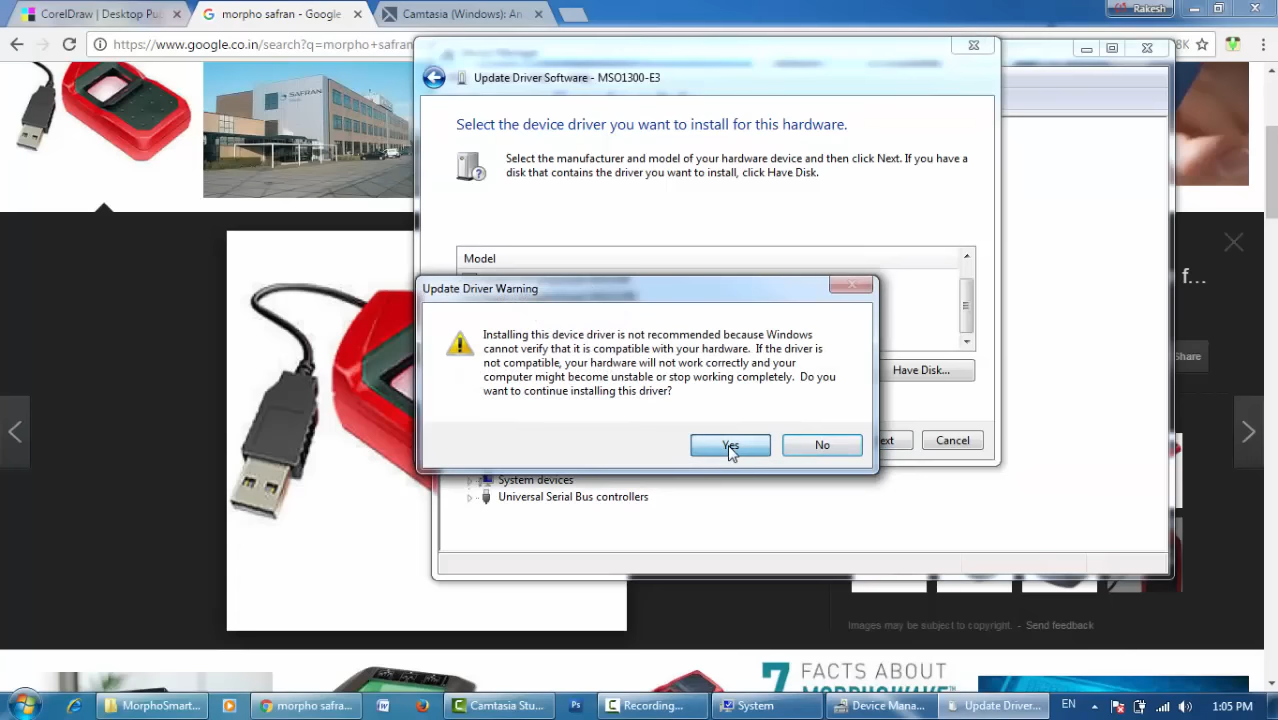 CorelDraw | Desktop Pu
morpho safran - Google
Camtasia (Windows): An
Rakesh
https://www.google.co.in/search?q=morpho+safran
Update Driver Software - MSO1300-E3
Select the device driver you want to install for this hardware.
Select the manufacturer and model of your hardware device and then click Next. If you have a
disk that contains the driver you want to install, click Have Disk.
SAFRAN
Model
f...
Update Driver Warning
Installing this device driver is not recommended because Windows
cannot verify that it is compatible with your hardware. If the driver is
not compatible, your hardware will not work correctly and your
computer might become unstable or stop working completely. Do you
want to continue installing this driver?
Share
Have Disk...
Yes
No
ext
Cancel
System devices
Universal Serial Bus controllers
Images may be subject to copyright. - Send feedback
7 FACTS ABOUT
MORPHOWAVE™
MorphoSmart...
morpho safra...
Camtasia Stu...
Recording...
System
Device Mana...
Update Driver...
EN
1:05 PM